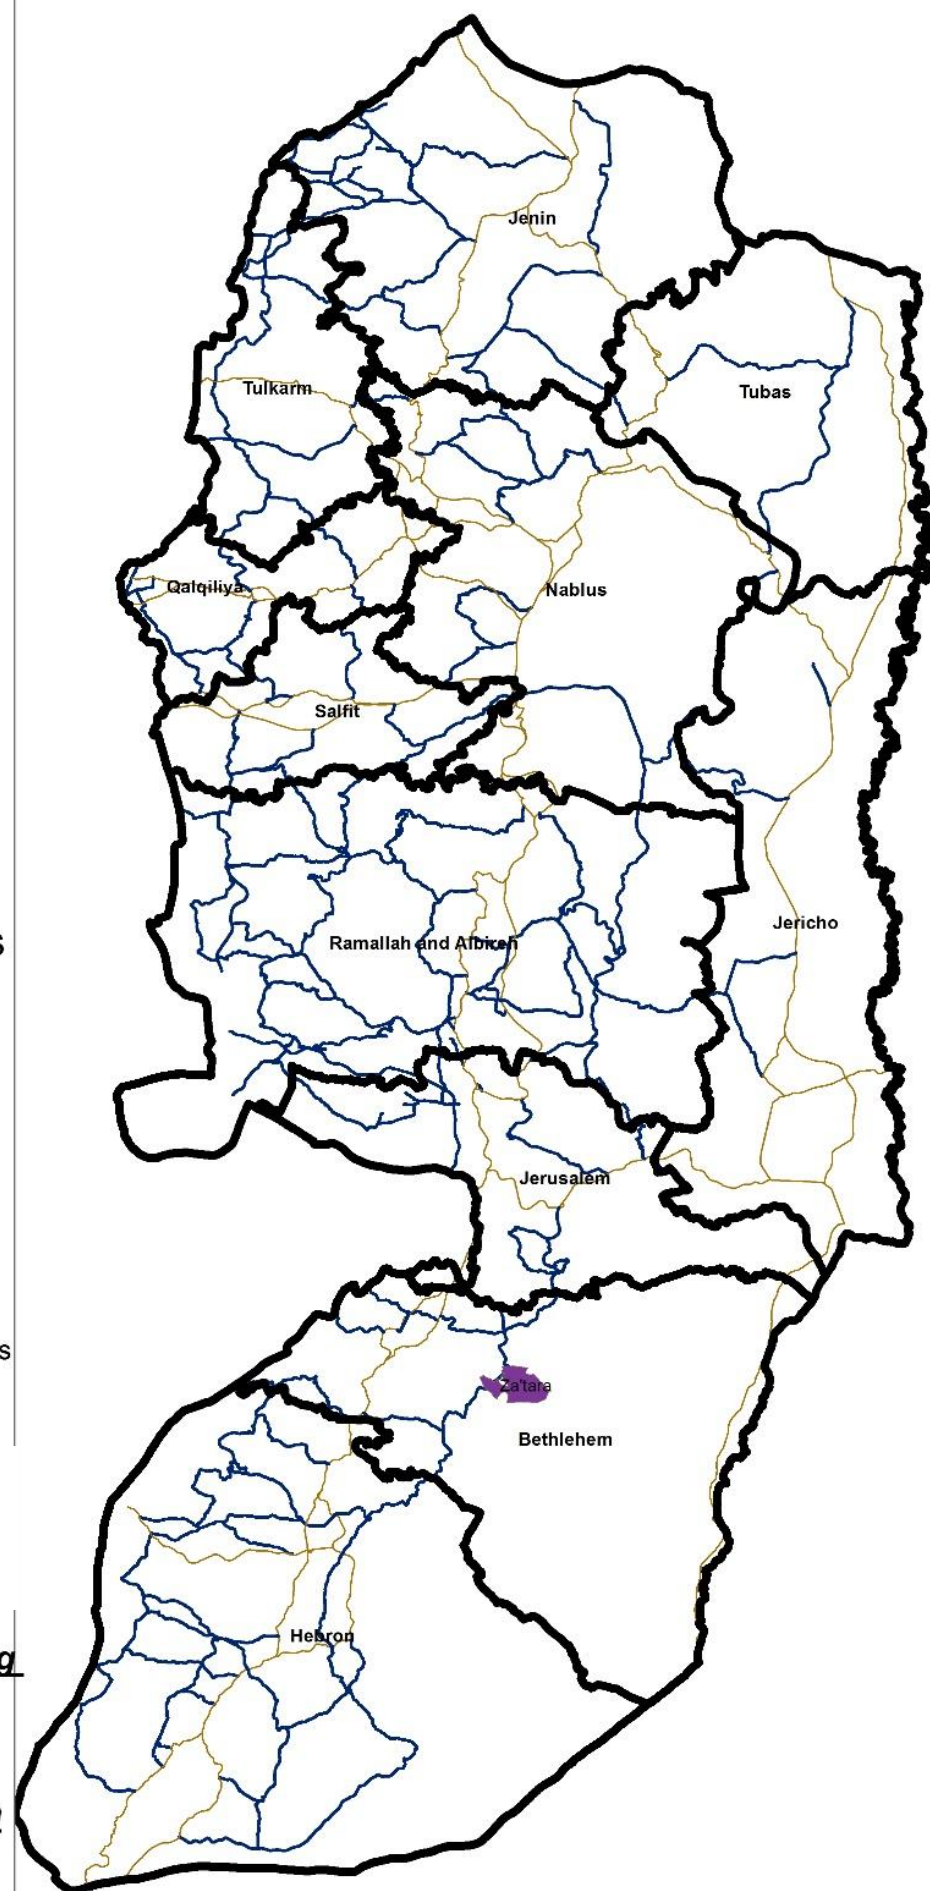 Jenin
Tulkarm
Tubas
Qalqiliya
Nablus
Salfit
Ramallah and Albireh
Jericho
s
Jerusalem
s
Za'tara
Bethlehem
Hebron
g